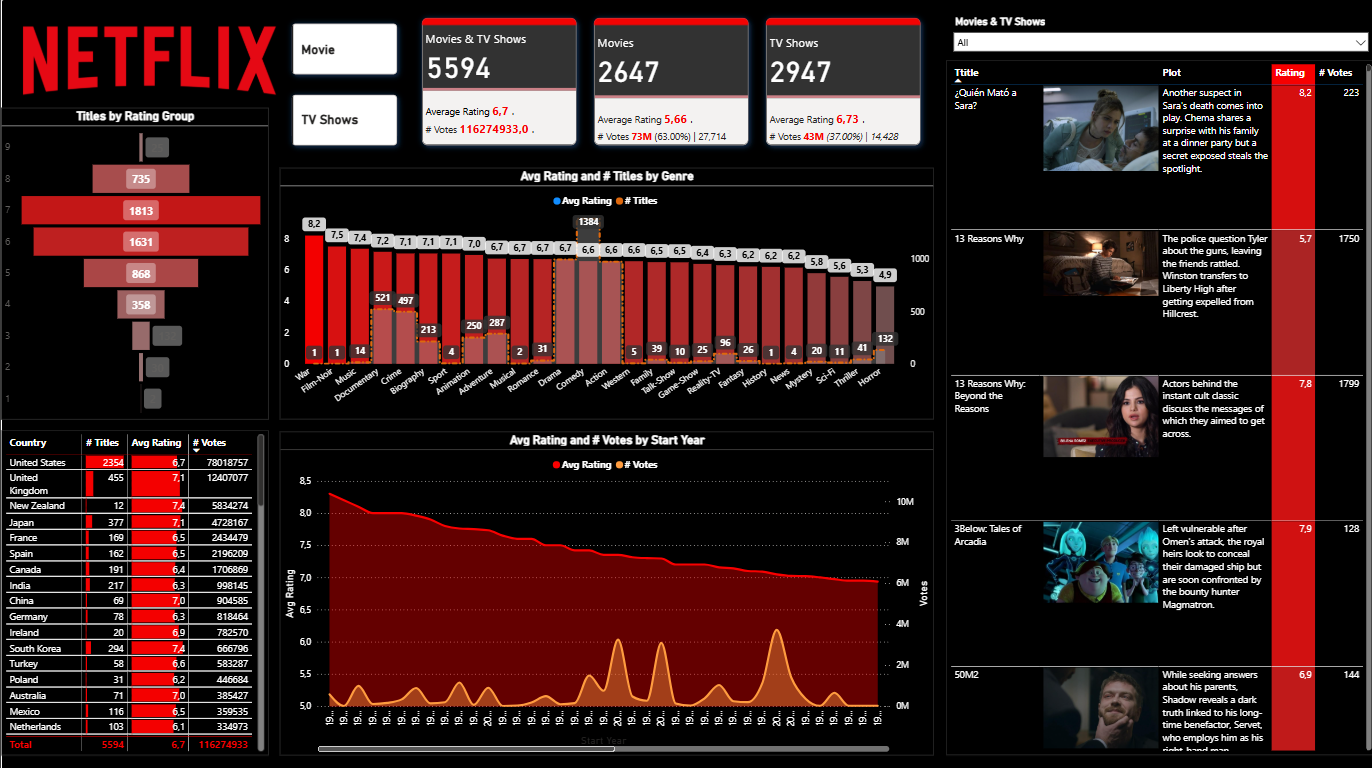 NETFLIX
Movie
TV Shows
Movies & TV Shows
5594
Average Rating 6,7 .
# Votes 116274933,0 .
Movies
2647
Average Rating 5,66 .
# Votes 73M (63.00%) | 27,714
TV Shows
2947
Average Rating 6,73 .
# Votes 43M (37.00%) | 14,428
Movies & TV Shows
All
Titles by Rating Group
9
8 735
7 1813
6 1631
5 868
4 358
3
2
1
Avg Rating and # Titles by Genre
Avg Rating # Titles
1384
8,2 7,5 7,4 7,2 7,1 7,1 7,1 7,0 6,7 6,7 6,7 6,7 6,6 6,6 6,6 6,5 6,5 6,4 6,3 6,2 6,2 6,2 5,8 5,6 5,3 4,9
8
6
4
2
0
1000
500
0
1 1 14 521 497 213 4 250 287 2 31 5 39 10 25 96 26 1 4 20 11 41 132
War Film-Noir Music Documentary Crime Biography Sport Animation Adventure Musical Romance Drama Comedy Action Western Family Talk-Show Game-Show Reality-TV Fantasy History News Mystery Sci-Fi Thriller Horror
Country # Titles Avg Rating # Votes
United States 2354 6,7 78018757
United 455 7,1 12407077
Kingdom
New Zealand 12 7,4 5834274
Japan 377 7,1 4728167
France 169 6,5 2434479
Spain 162 6,5 2196209
Canada 191 6,4 1706869
India 217 6,3 998145
China 69 7,0 904585
Germany 78 6,3 818464
Ireland 20 6,9 782570
South Korea 294 7,4 666796
Turkey 58 6,6 583287
Poland 31 6,2 446684
Australia 71 7,0 385427
Mexico 116 6,5 359535
Netherlands 103 6,1 334973
Total 5594 6,7 116274933
Avg Rating and # Votes by Start Year
Avg Rating # Votes
8,5
8,0
7,5
7,0
6,5
6,0
5,5
5,0
Avg Rating
10M
8M
6M
4M
2M
0M
Votes
Start Year
Ttitle Plot Rating # Votes
¿Quién Mató a Another suspect in 8,2 223
Sara? Sara's death comes into
play. Chema shares a
surprise with his family
at a dinner party but a
secret exposed steals the
spotlight.
13 Reasons Why The police question Tyler 5,7 1750
about the guns, leaving
the friends rattled.
Winston transfers to
Liberty High after
getting expelled from
Hillcrest.
13 Reasons Why: Actors behind the 7,8 1799
Beyond the instant cult classic
Reasons discuss the messages of
which they aimed to get
across.
3Below: Tales of Left vulnerable after 7,9 128
Arcadia Omen's attack, the royal
heirs look to conceal
their damaged ship but
are soon confronted by
the bounty hunter
Magmatron.
50M2 While seeking answers 6,9 144
about his parents,
Shadow reveals a dark
truth linked to his long-
time benefactor, Servet,
who employs him as his
right-hand man